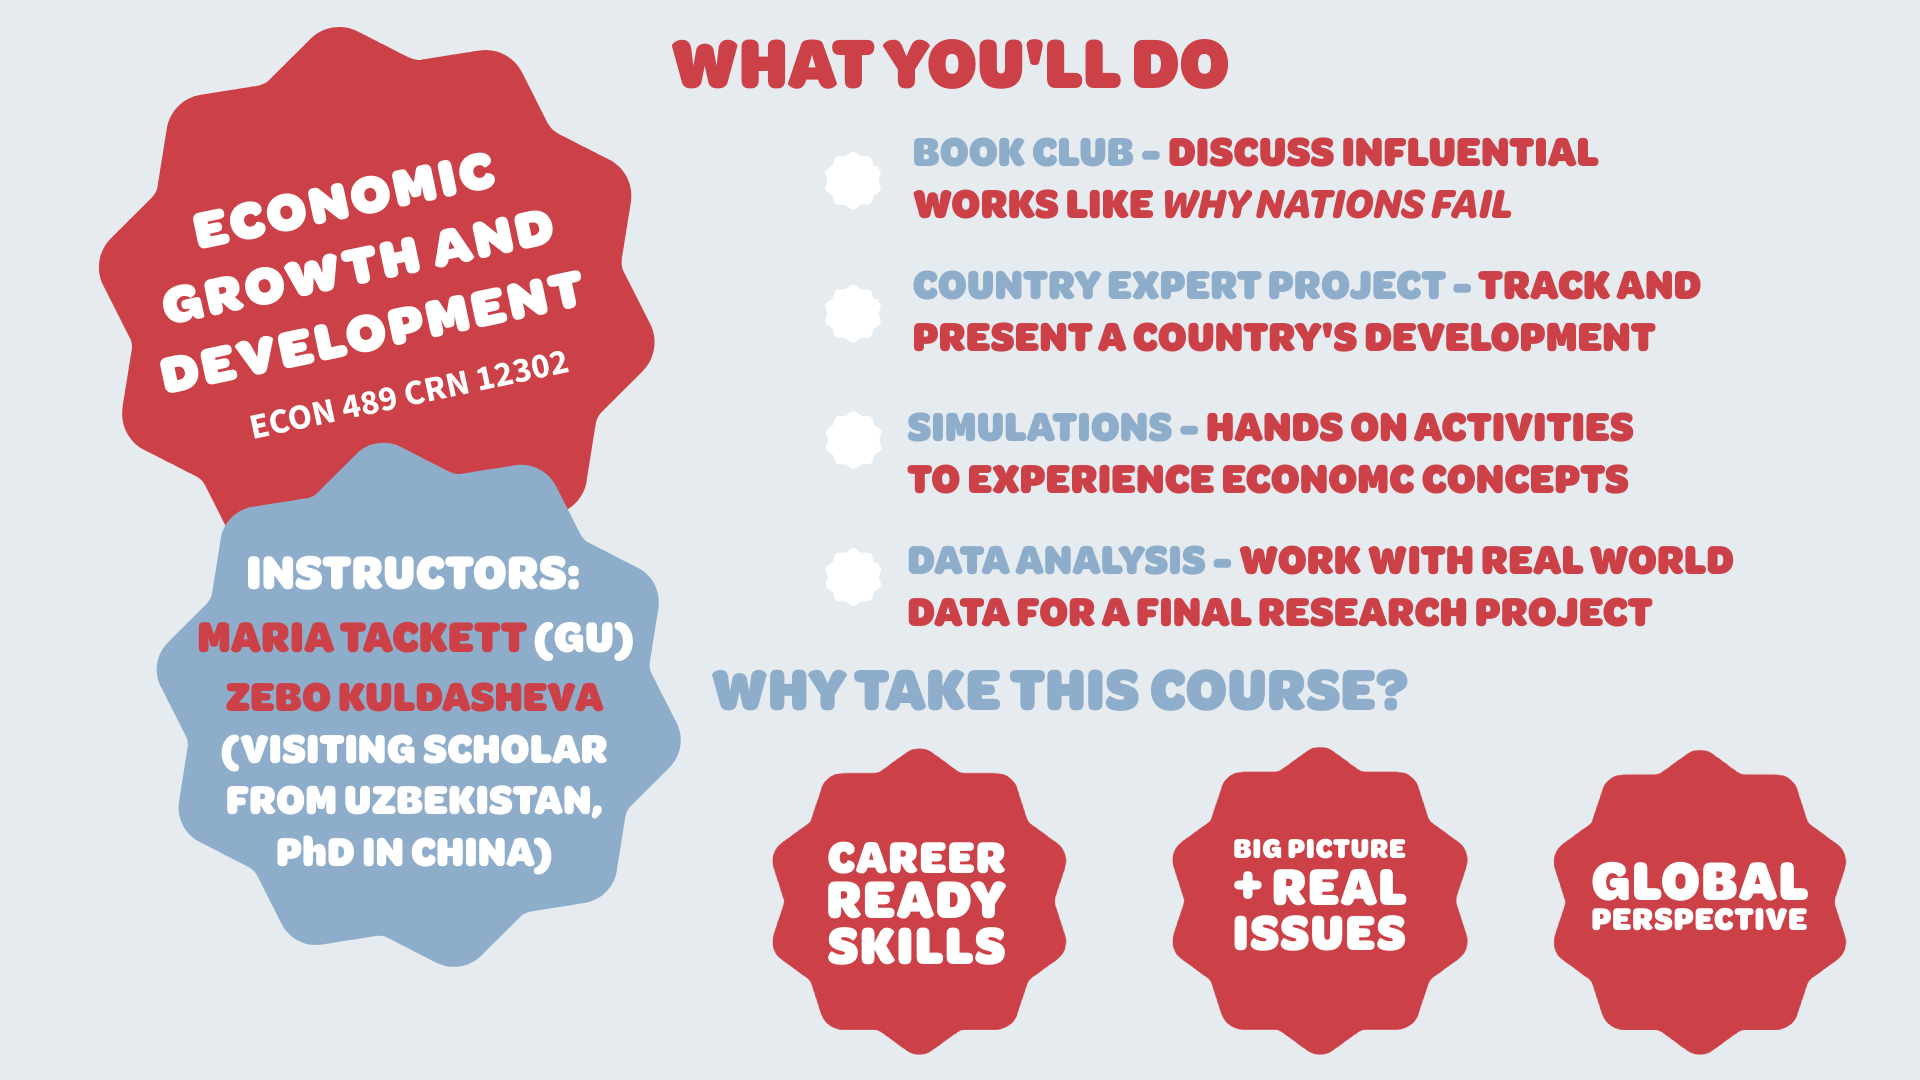 ECONOMIC
GROWTH AND
DEVELOPMENT
ECON 489 CRN 12302
INSTRUCTORS:
MARIA TACKETT (GU)
ZEBO KULDASHEVA
(VISITING SCHOLAR
FROM UZBEKISTAN,
PhD IN CHINA)
WHAT YOU'LL DO
BOOK CLUB – DISCUSS INFLUENTIAL
WORKS LIKE WHY NATIONS FAIL
COUNTRY EXPERT PROJECT – TRACK AND
PRESENT A COUNTRY'S DEVELOPMENT
SIMULATIONS – HANDS ON ACTIVITIES
TO EXPERIENCE ECONOMC CONCEPTS
DATA ANALYSIS – WORK WITH REAL WORLD
DATA FOR A FINAL RESEARCH PROJECT
WHY TAKE THIS COURSE?
CAREER
READY
SKILLS
BIG PICTURE
+ REAL
ISSUES
GLOBAL
PERSPECTIVE